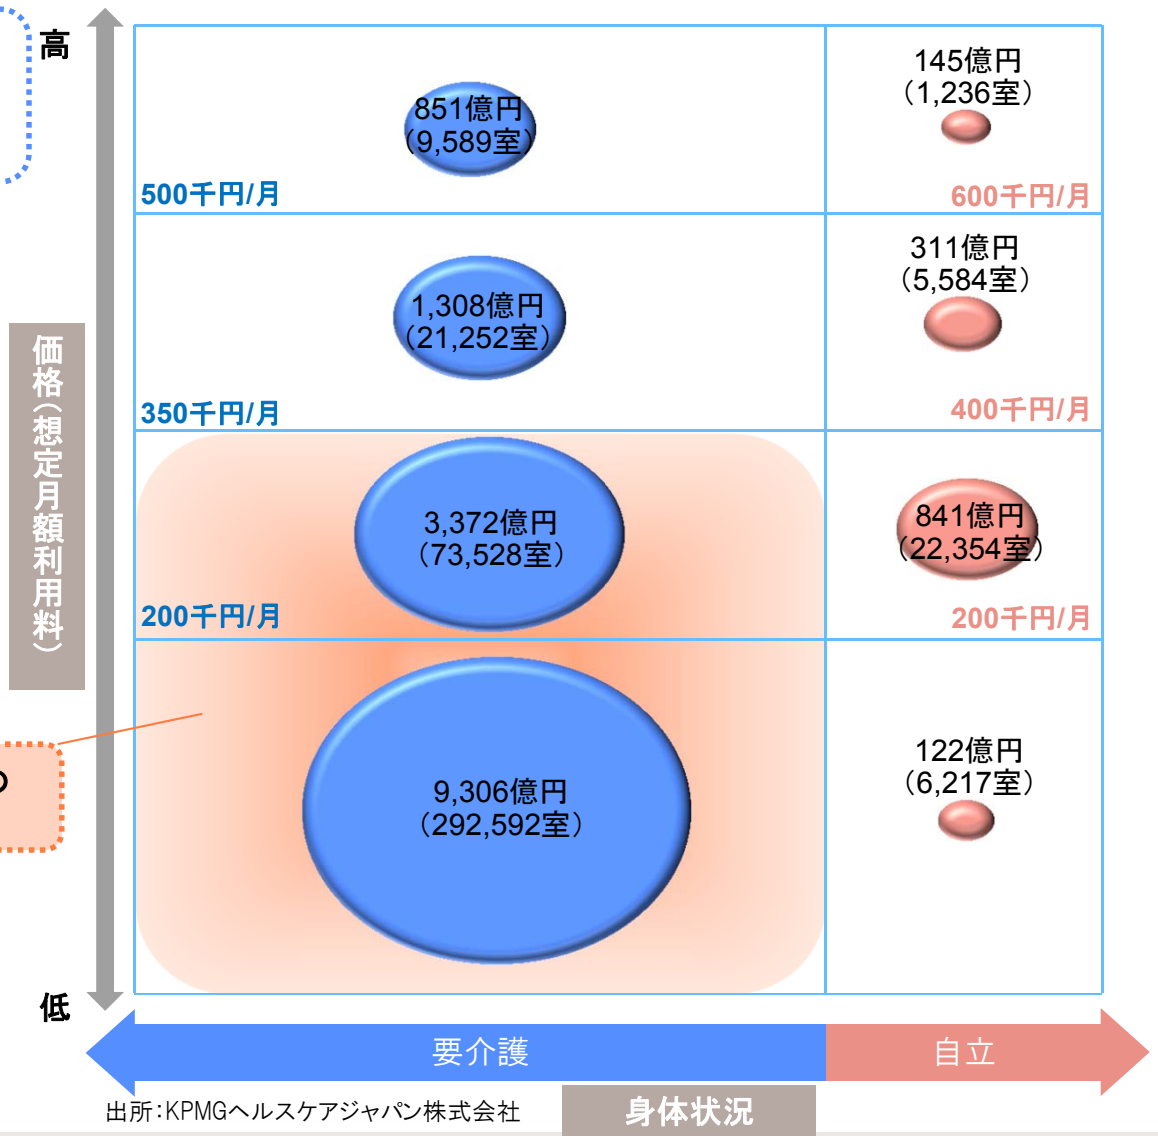 高
851億円
（9,589室）
500千円/月
145億円
（1,236室）
600千円/月
1,308億円
（21,252室）
350千円/月
311億円
（5,584室）
400千円/月
価格（想定月額利用料）
3,372億円
（73,528室）
200千円/月
841億円
（22,354室）
200千円/月
の
9,306億円
（292,592室）
122億円
（6,217室）
低
要介護
自立
出所：KPMGヘルスケアジャパン株式会社
身体状況